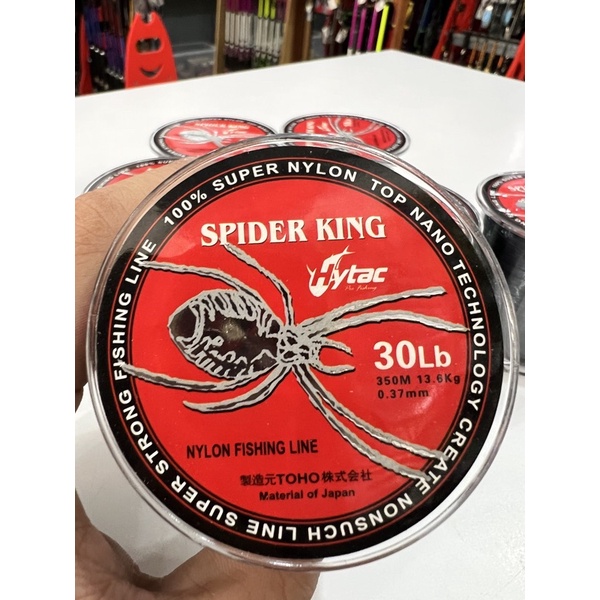 100% SUPER NYLON TOP NANO TECHNOLOGY CREATE NONSUCH LINE SUPER STRONG FISHING LINE
SPIDER KING
Hytac
Pro Fishing
30Lb
350M 13.6Kg
0.37mm
NYLON FISHING LINE
製造元TOHO株式会社
Material of Japan